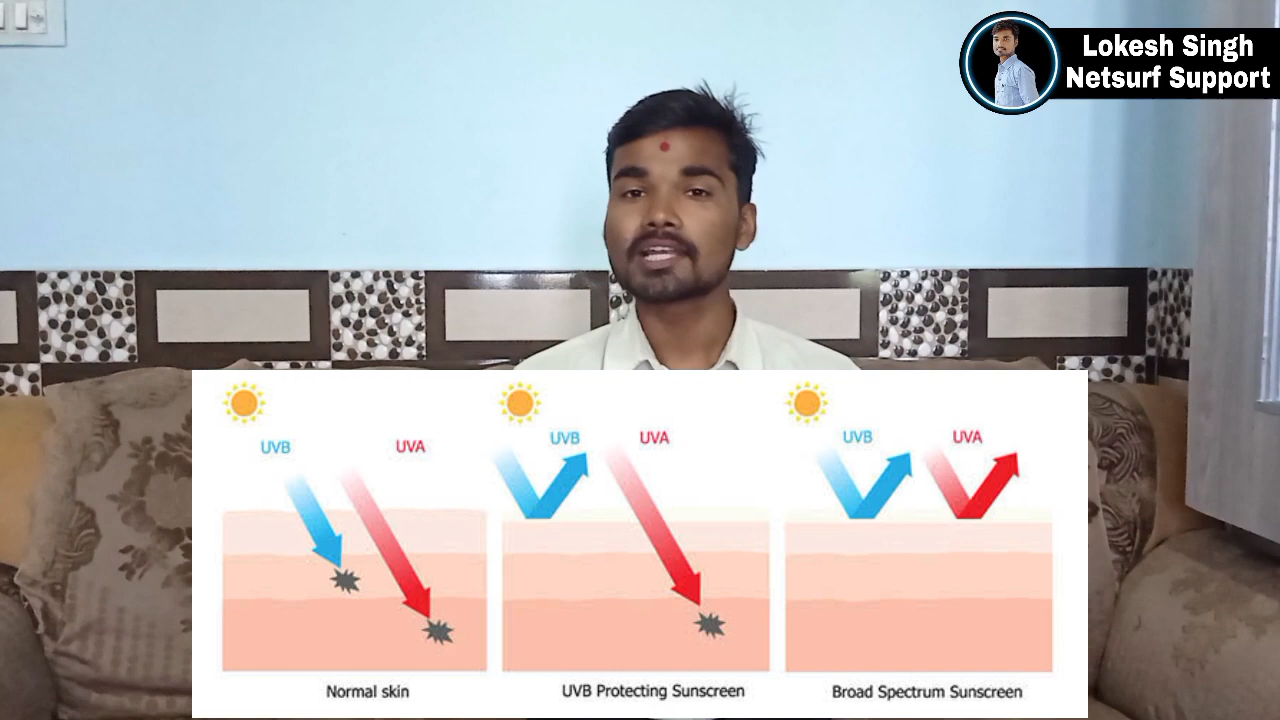 Lokesh Singh
Netsurf Support
UVB
UVA
UVB
UVA
UVB
UVA
Normal skin
UVB Protecting Sunscreen
Broad Spectrum Sunscreen